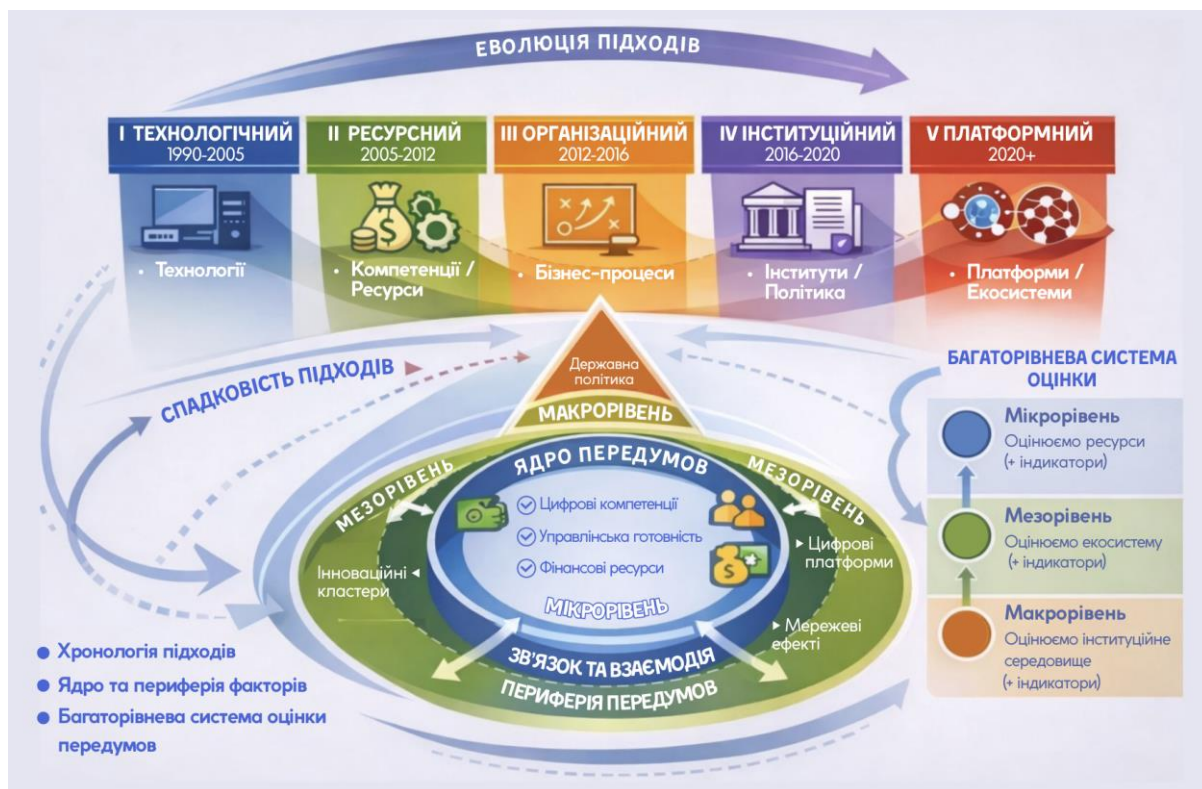 ЕВОЛЮЦІЯ ПІДХОДІВ
I ТЕХНОЛОГІЧНИЙ
1990-2005
• Технології
II РЕСУРСНИЙ
2005-2012
• Компетенції /
Ресурси
III ОРГАНІЗАЦІЙНИЙ
2012-2016
• Бізнес-процеси
IV ІНСТИТУЦІЙНИЙ
2016-2020
• Інститути /
Політика
V ПЛАТФОРМНИЙ
2020+
• Платформи /
Екосистеми
СПАДКОВІСТЬ ПІДХОДІВ
Державна
політика
МАКРОРІВЕНЬ
МЕЗОРІВЕНЬ
ЯДРО ПЕРЕДУМОВ
МЕЗОРІВЕНЬ
Цифрові компетенції
Управлінська готовність
Фінансові ресурси
МІКРОРІВЕНЬ
Інноваційні
кластери
Цифрові
платформи
Мережеві
ефекті
ЗВ'ЯЗОК ТА ВЗАЄМОДІЯ
ПЕРИФЕРІЯ ПЕРЕДУМОВ
БАГАТОРІВНЕВА СИСТЕМА
ОЦІНКИ
Мікрорівень
Оцінюємо ресурси
(+ індикатори)
Мезорівень
Оцінюємо екосистему
(+ індикатори)
Макрорівень
Оцінюємо інституційне
середовище
(+ індикатори)
● Хронологія підходів
● Ядро та периферія факторів
● Багаторівнева система оцінки
передумов